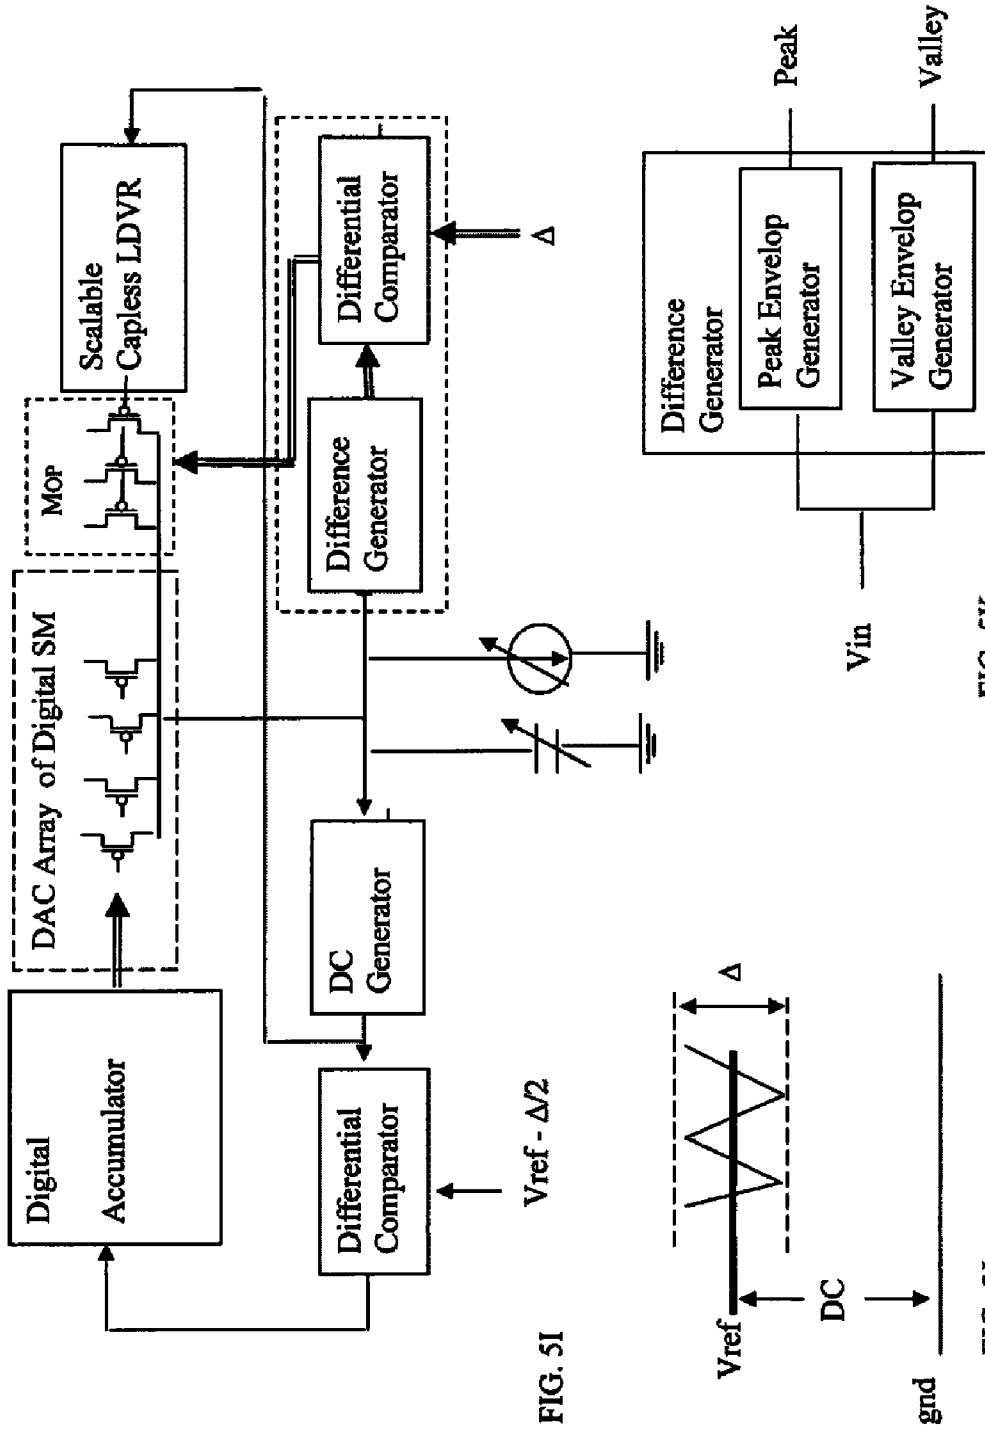 Digital
Accumulator
DAC Array of Digital SM
MOP
Scalable
Capless LDVR
Differential
Comparator
Vref - Δ/2
DC
Generator
Difference
Generator
Differential
Comparator
Δ
FIG. 5I
Vref
DC
Δ
gnd
Vin
Difference
Generator
Peak Envelop
Generator
Valley Envelop
Generator
Peak
Valley